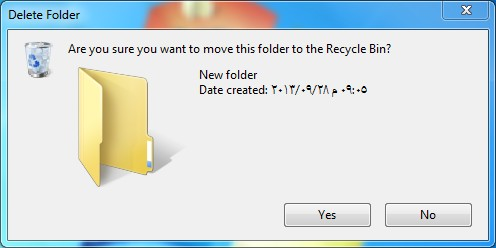 Delete Folder
Are you sure you want to move this folder to the Recycle Bin?
New folder
Date created: ٢٠١٣/٠٩/٢٨ م ٠٩:٠٥
Yes
No